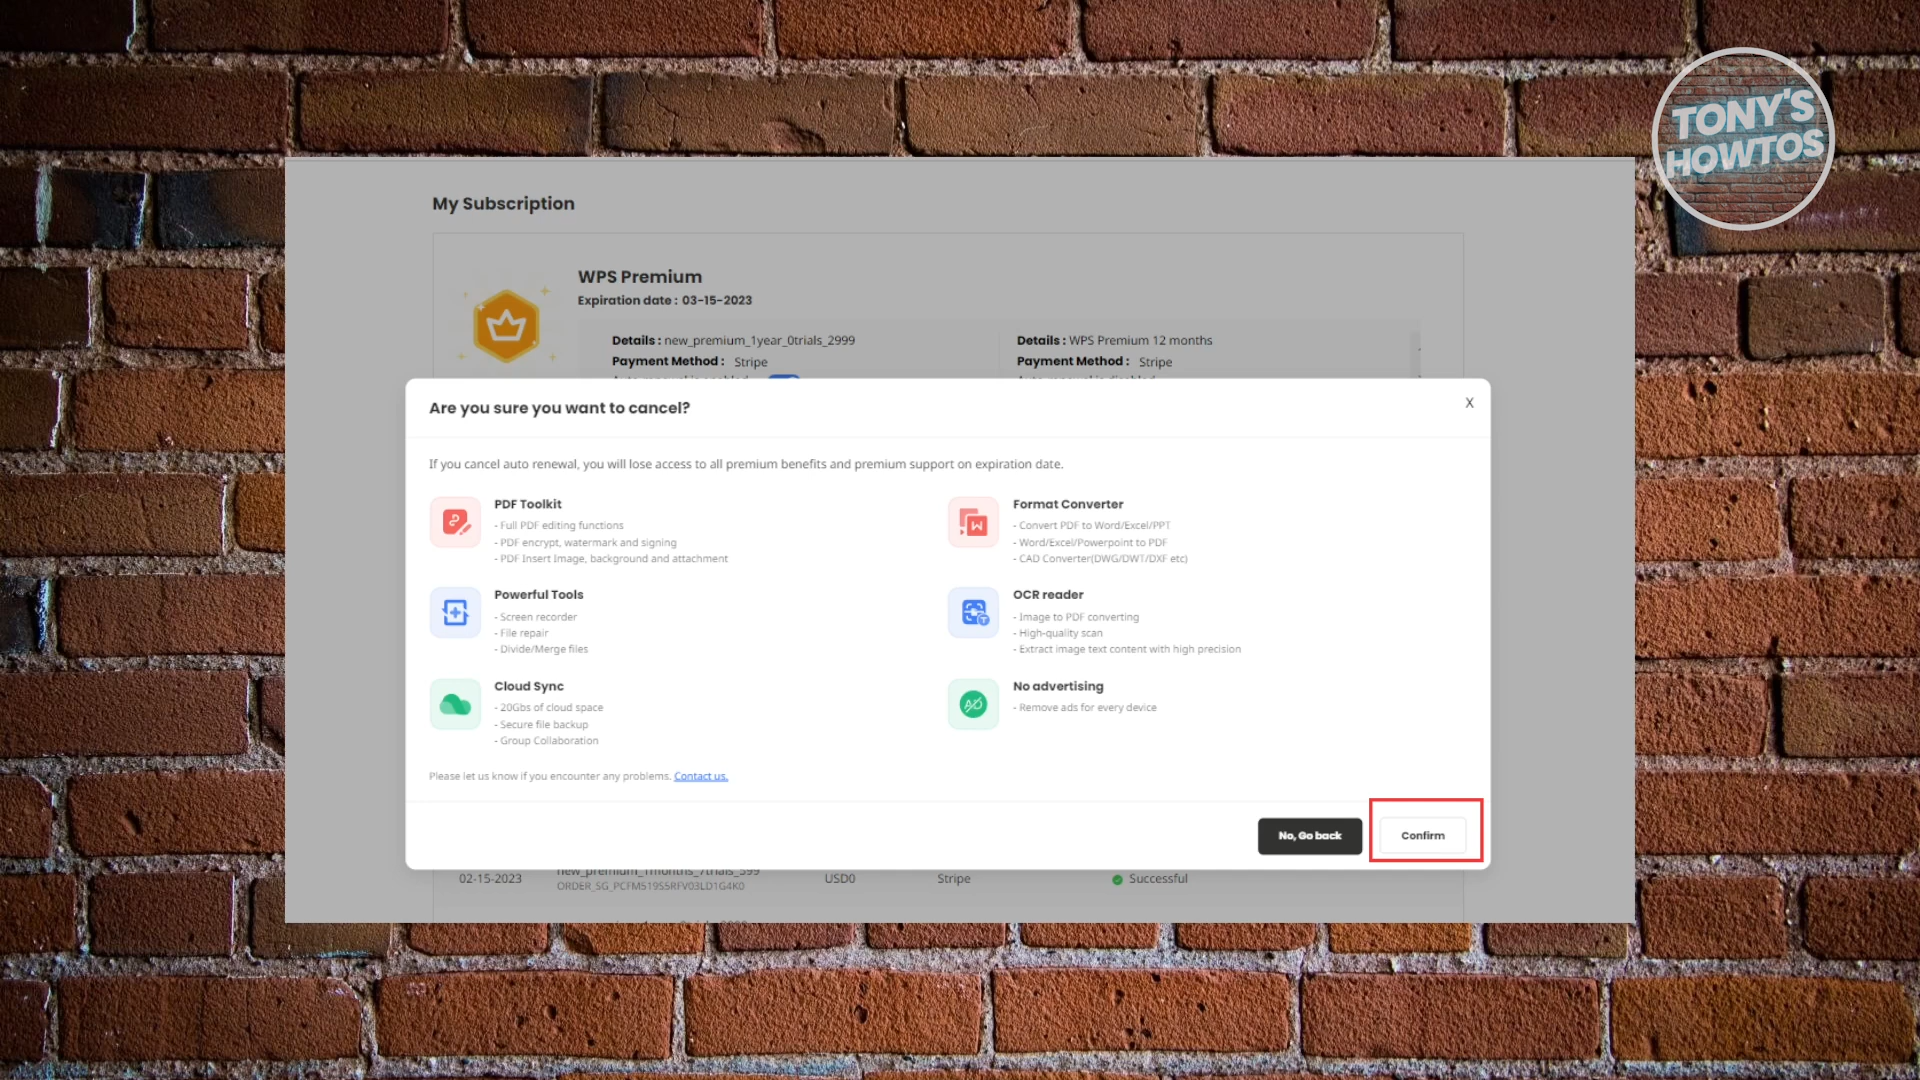 TONY'S
HOWTOS
My Subscription
WPS Premium
Expiration date : 03-15-2023
Details : new_premium_1year_0trials_2999
Details : WPS Premium 12 months
Payment Method : Stripe
Payment Method : Stripe
Are you sure you want to cancel?
X
If you cancel auto renewal, you will lose access to all premium benefits and premium support on expiration date.
PDF Toolkit
- Full PDF editing functions
- PDF encrypt, watermark and signing
- PDF Insert Image, background and attachment
Format Converter
- Convert PDF to Word/Excel/PPT
- Word/Excel/Powerpoint to PDF
- CAD Converter(DWG/DWT/DXF etc)
Powerful Tools
- Screen recorder
- File repair
- Divide/Merge files
OCR reader
- Image to PDF converting
- High-quality scan
- Extract image text content with high precision
Cloud Sync
- 20Gbs of cloud space
- Secure file backup
- Group Collaboration
No advertising
- Remove ads for every device
Please let us know if you encounter any problems. Contact us.
No, Go back
Confirm
02-15-2023
USD0
Stripe
Successful